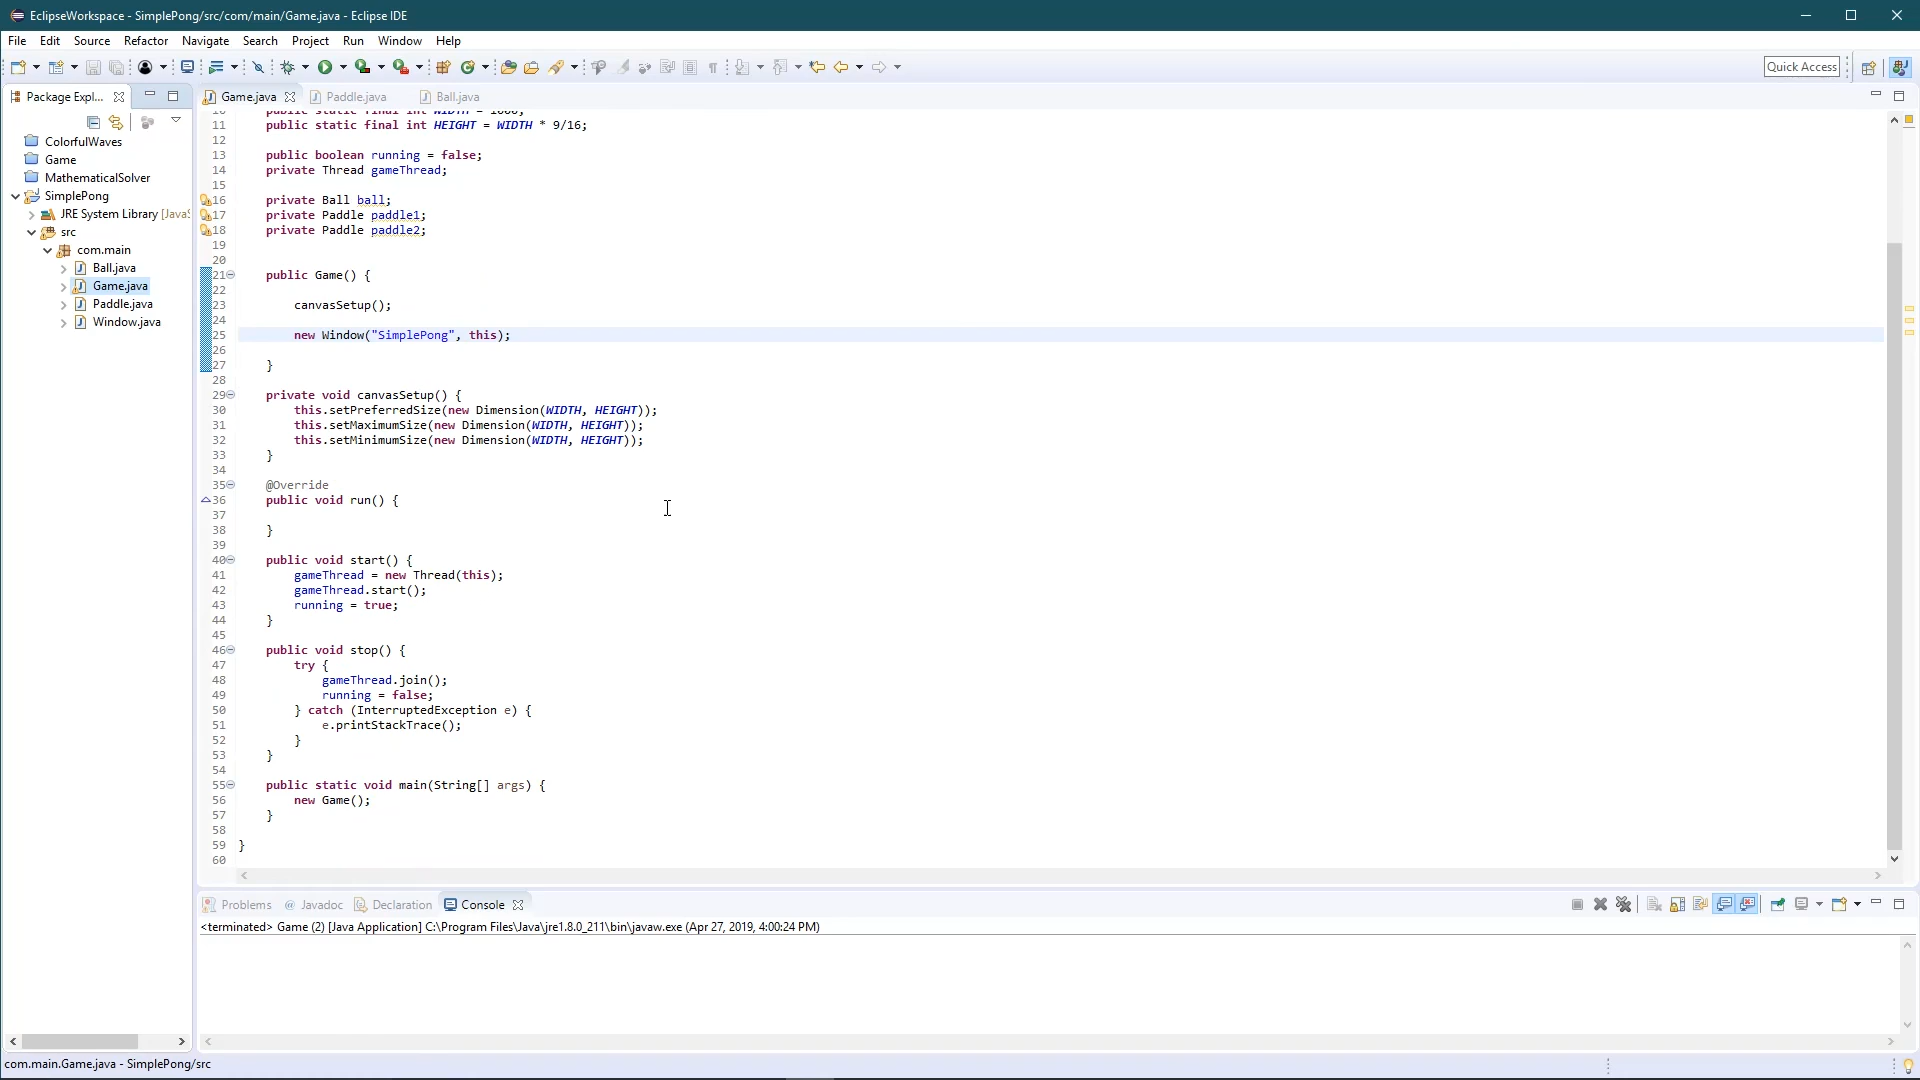 EclipseWorkspace - SimplePong/src/com/main/Game.java - Eclipse IDE
File Edit Source Refactor Navigate Search Project Run Window Help
Quick Access
Package Expl...
Game.java
Paddle.java
Ball.java
ColorfulWaves
Game
MathematicalSolver
SimplePong
JRE System Library [JavaS
src
com.main
Ball.java
Game.java
Paddle.java
Window.java
10 public static final int WIDTH = 1000;
11 public static final int HEIGHT = WIDTH * 9/16;
12
13 public boolean running = false;
14 private Thread gameThread;
15
16 private Ball ball;
17 private Paddle paddle1;
18 private Paddle paddle2;
19
20
21 public Game() {
22
23 canvasSetup();
24
25 new Window("SimplePong", this);
26
27 }
28
29 private void canvasSetup() {
30 this.setPreferredSize(new Dimension(WIDTH, HEIGHT));
31 this.setMaximumSize(new Dimension(WIDTH, HEIGHT));
32 this.setMinimumSize(new Dimension(WIDTH, HEIGHT));
33 }
34
35 @Override
36 public void run() {
37
38 }
39
40 public void start() {
41 gameThread = new Thread(this);
42 gameThread.start();
43 running = true;
44 }
45
46 public void stop() {
47 try {
48 gameThread.join();
49 running = false;
50 } catch (InterruptedException e) {
51 e.printStackTrace();
52 }
53 }
54
55 public static void main(String[] args) {
56 new Game();
57 }
58
59 }
60
Problems @ Javadoc Declaration Console
<terminated> Game (2) [Java Application] C:\Program Files\Java\jre1.8.0_211\bin\javaw.exe (Apr 27, 2019, 4:00:24 PM)
com.main.Game.java - SimplePong/src